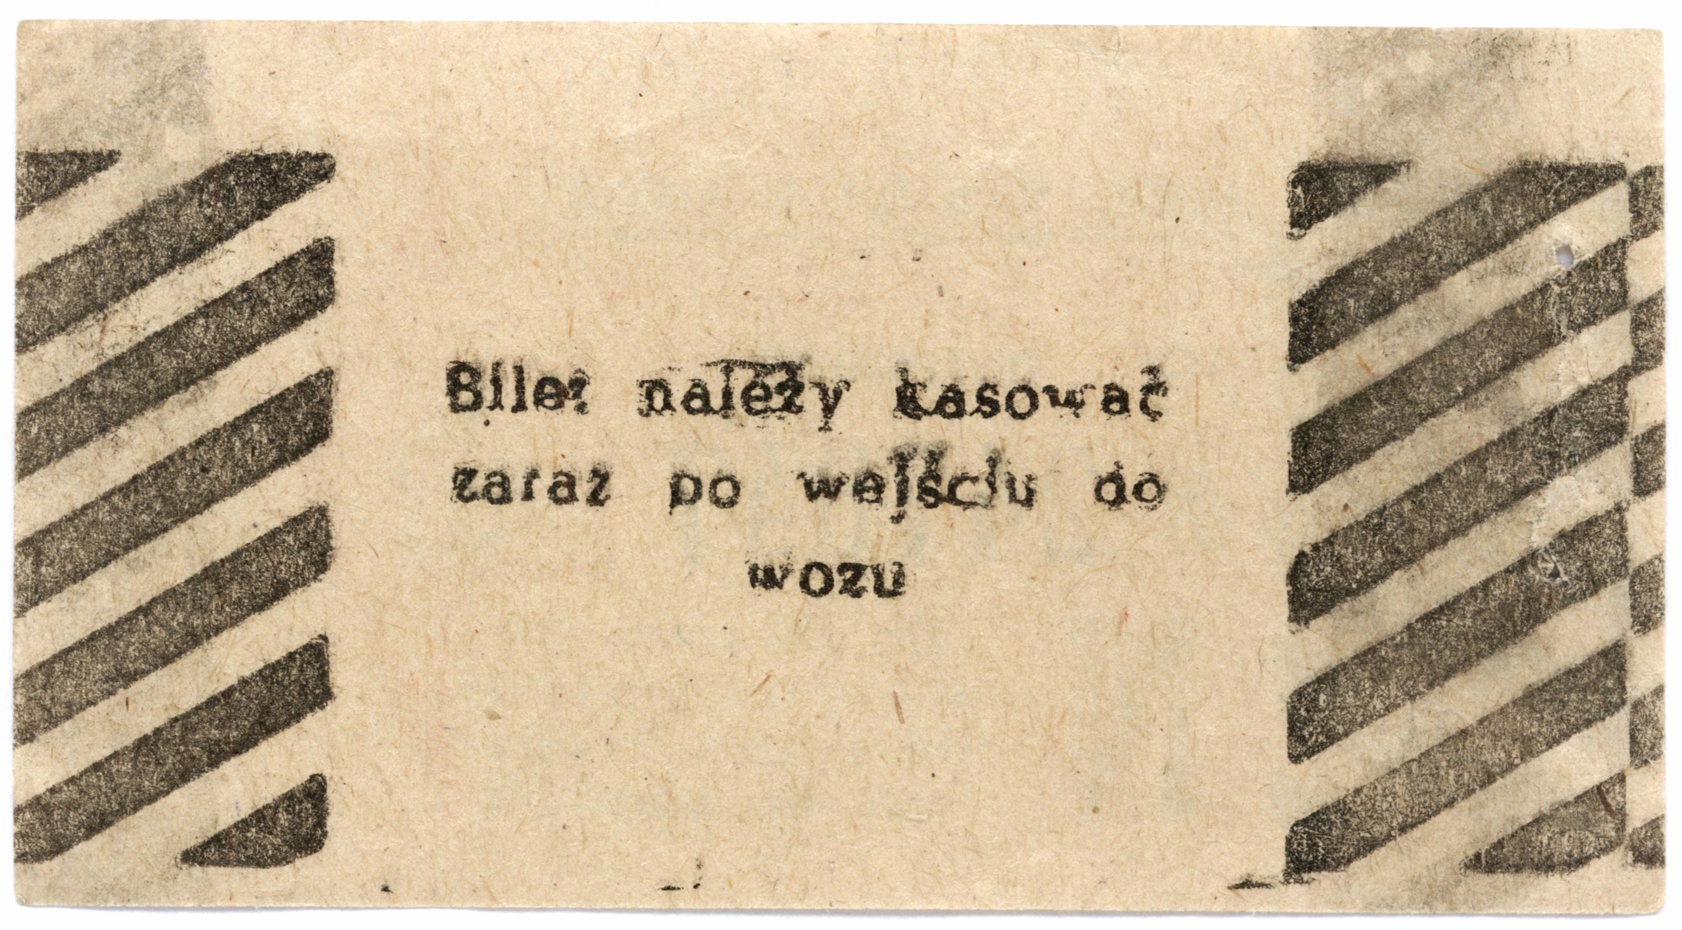 Bilet należy kasować
zaraz po wejściu do
wozu